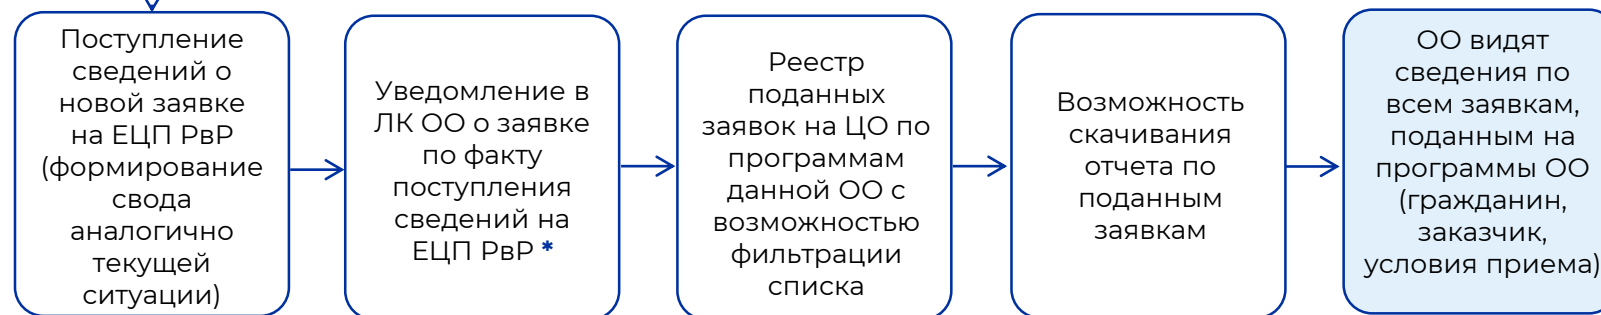 Поступление
сведений о
новой заявке
на ЕЦП РвР
(формирование
свода
аналогично
текущей
ситуации)
Уведомление в
ЛК ОО о заявке
по факту
поступления
сведений на
ЕЦП РвР *
Реестр
поданных
заявок на ЦО по
программам
данной ОО с
возможностью
фильтрации
списка
Возможность
скачивания
отчета по
поданным
заявкам
ОО видят
сведения по
всем заявкам,
поданным на
программы ОО
(гражданин,
заказчик,
условия приема)